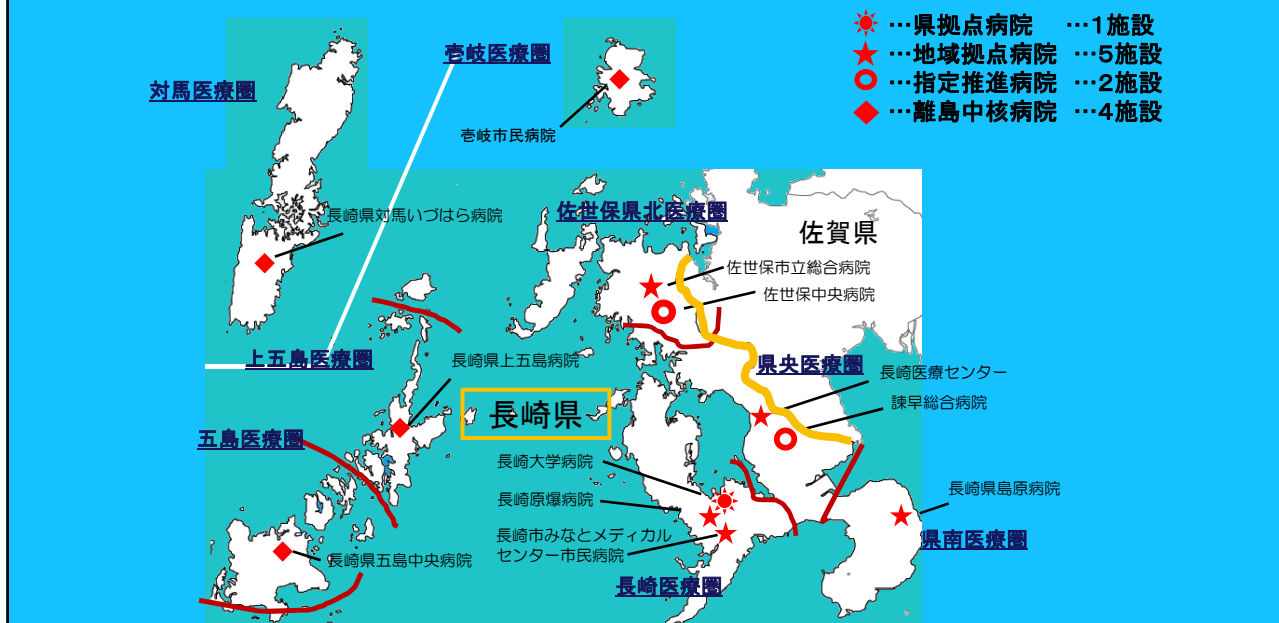 …県拠点病院 …1施設
…地域拠点病院 …5施設
…指定推進病院 …2施設
…離島中核病院 …4施設
壱岐医療圏
対馬医療圏
壱岐市民病院
長崎県対馬いづはら病院
佐世保県北医療圏
佐賀県
佐世保市立総合病院
佐世保中央病院
上五島医療圏
長崎県上五島病院
県央医療圏
長崎医療センター
諫早総合病院
長崎県
五島医療圏
長崎大学病院
長崎原爆病院
長崎市みなとメディカル
センター市民病院
長崎県島原病院
県南医療圏
長崎県五島中央病院
長崎医療圏